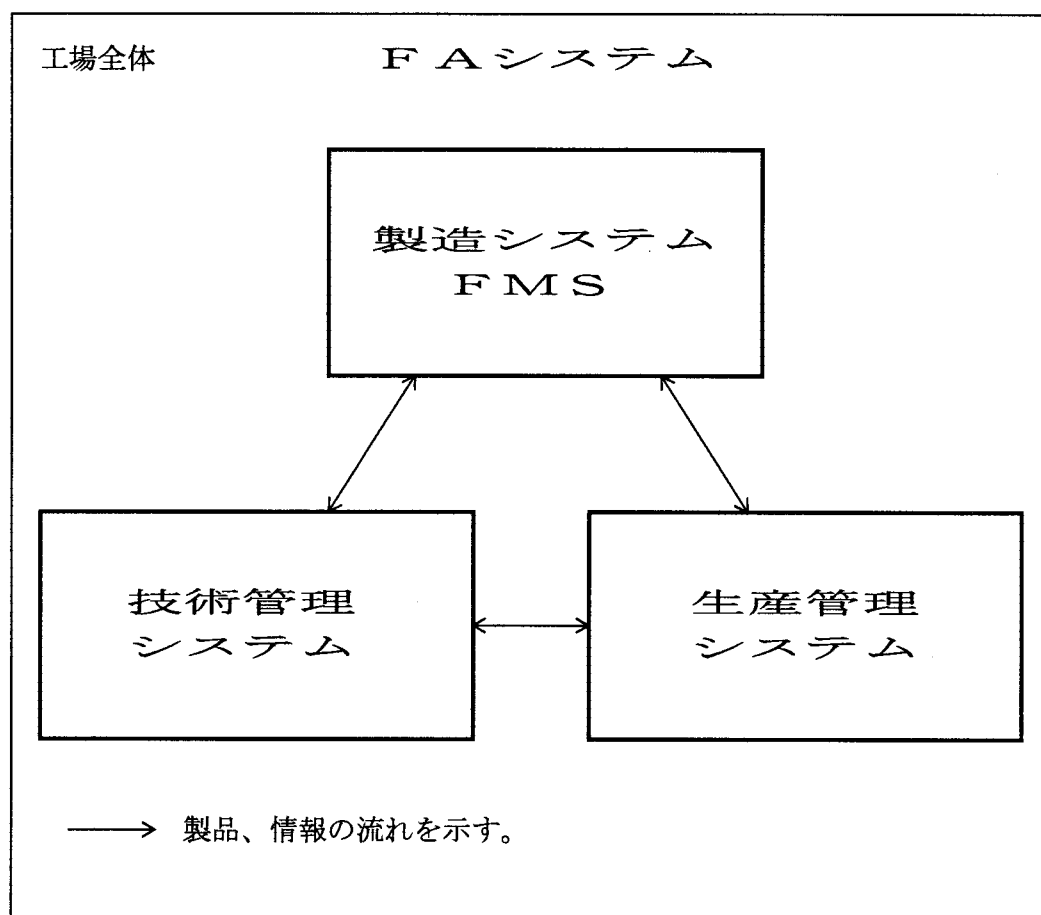 工場全体
ＦＡシステム
製造システム
ＦＭＳ
技術管理
システム
生産管理
システム
製品、情報の流れを示す。